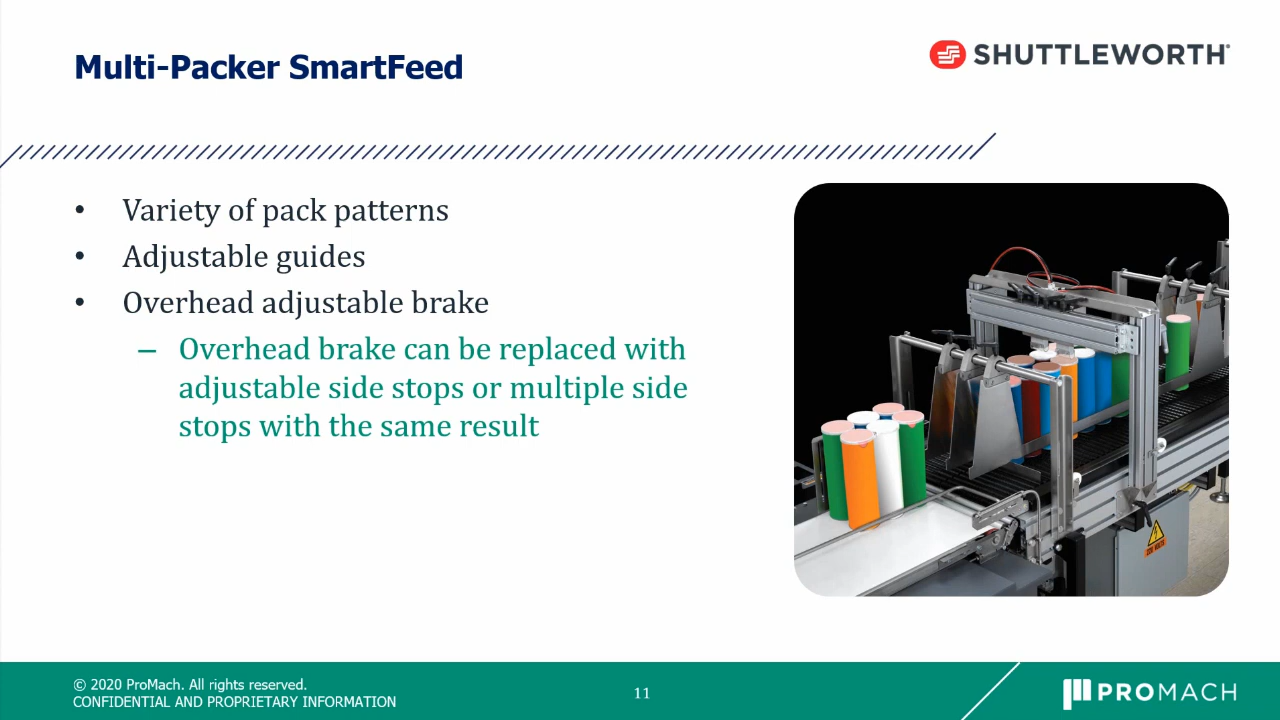 Multi-Packer SmartFeed
SHUTTLEWORTH
• Variety of pack patterns
• Adjustable guides
• Overhead adjustable brake
– Overhead brake can be replaced with
adjustable side stops or multiple side
stops with the same result
© 2020 ProMach. All rights reserved.
CONFIDENTIAL AND PROPRIETARY INFORMATION
11
PROMACH